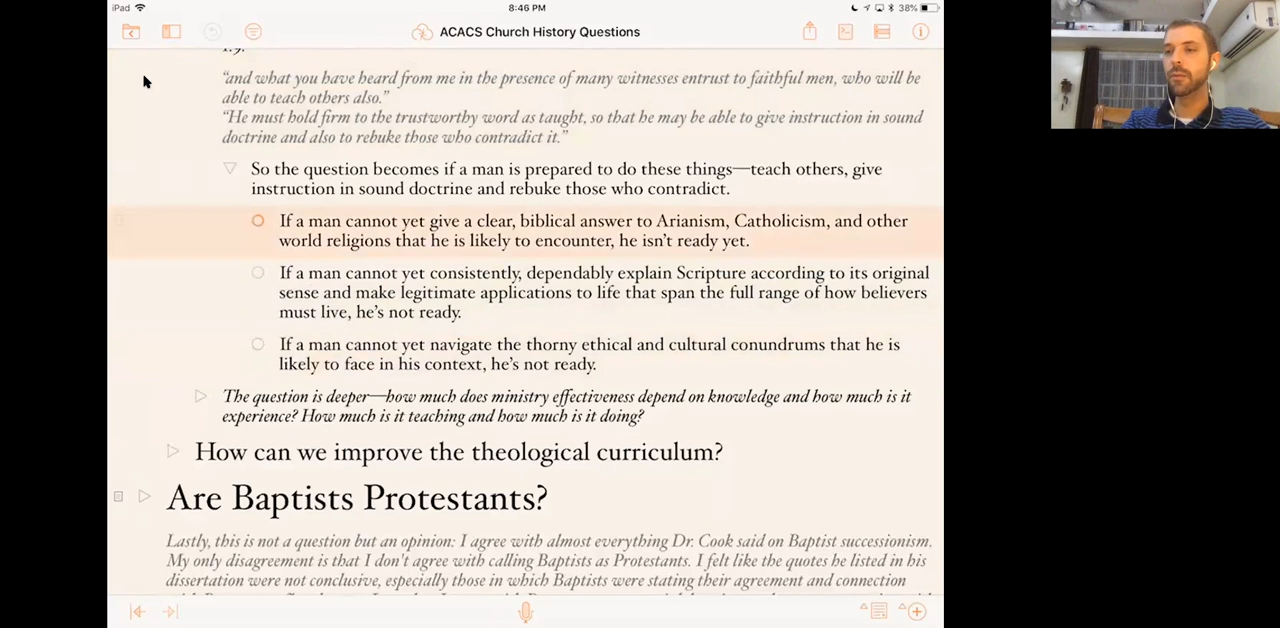 iPad
8:46 PM
38%
ACACS Church History Questions
1:9.
“and what you have heard from me in the presence of many witnesses entrust to faithful men, who will be
able to teach others also.”
“He must hold firm to the trustworthy word as taught, so that he may be able to give instruction in sound
doctrine and also to rebuke those who contradict it.”
So the question becomes if a man is prepared to do these things—teach others, give
instruction in sound doctrine and rebuke those who contradict.
If a man cannot yet give a clear, biblical answer to Arianism, Catholicism, and other
world religions that he is likely to encounter, he isn’t ready yet.
If a man cannot yet consistently, dependably explain Scripture according to its original
sense and make legitimate applications to life that span the full range of how believers
must live, he’s not ready.
If a man cannot yet navigate the thorny ethical and cultural conundrums that he is
likely to face in his context, he’s not ready.
The question is deeper—how much does ministry effectiveness depend on knowledge and how much is it
experience? How much is it teaching and how much is it doing?
How can we improve the theological curriculum?
Are Baptists Protestants?
Lastly, this is not a question but an opinion: I agree with almost everything Dr. Cook said on Baptist successionism.
My only disagreement is that I don't agree with calling Baptists as Protestants. I felt like the quotes he listed in his
dissertation were not conclusive, especially those in which Baptists were stating their agreement and connection